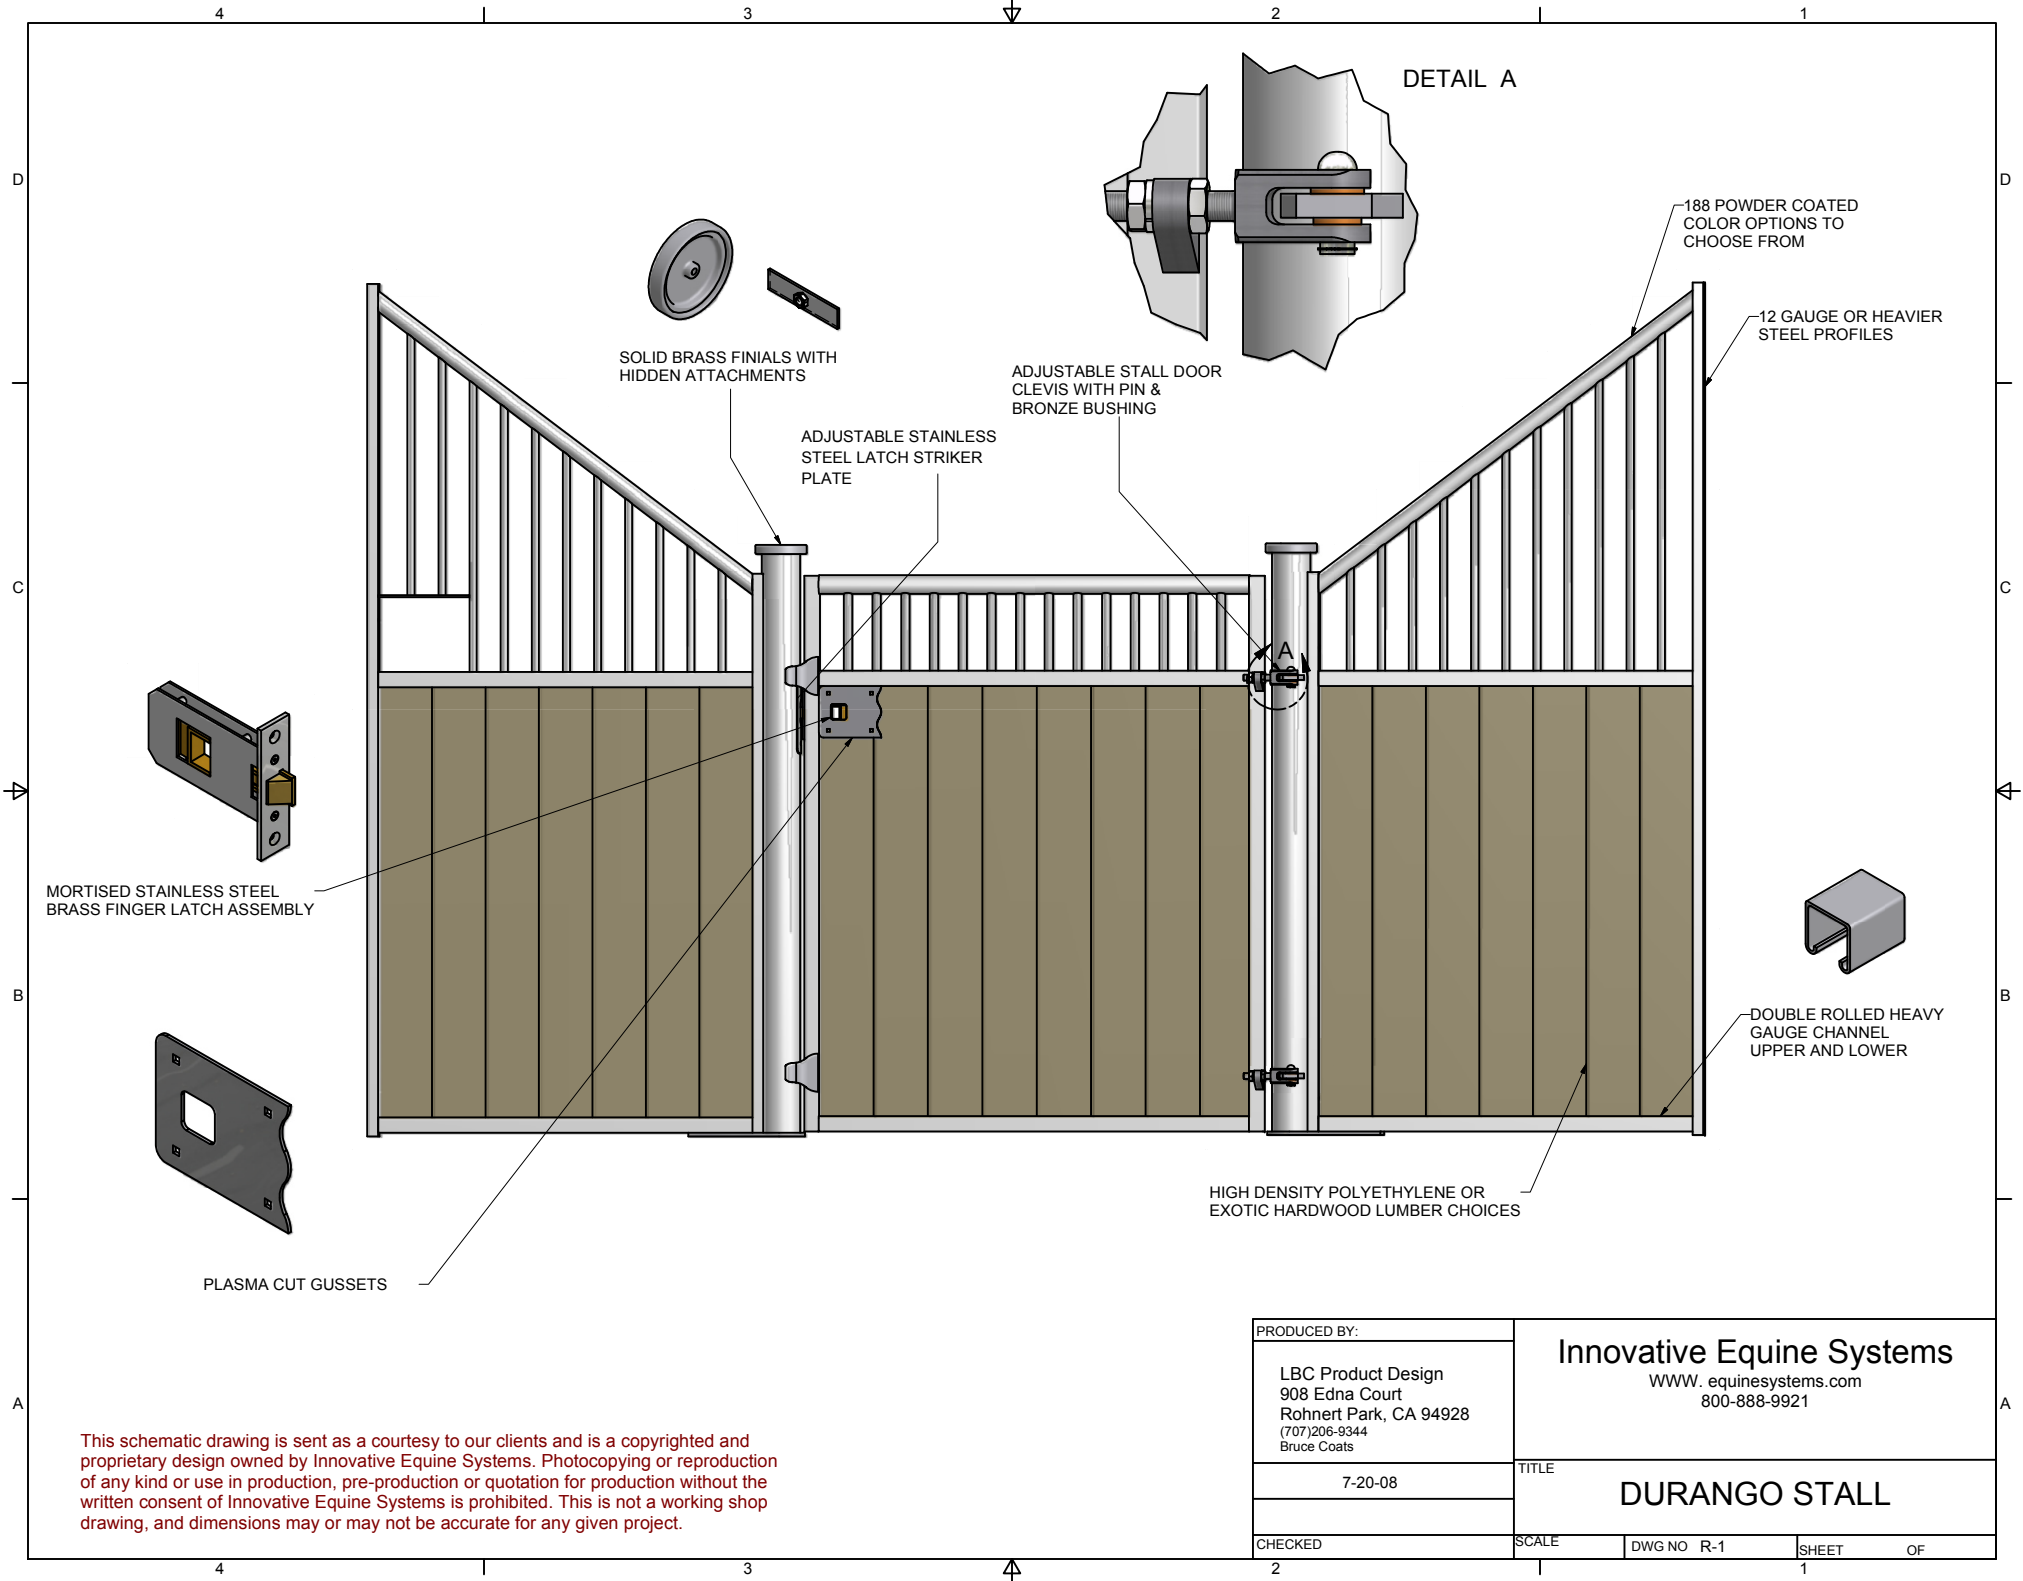 4
3
2
1
DETAIL A
D
D
188 POWDER COATED
COLOR OPTIONS TO
CHOOSE FROM
12 GAUGE OR HEAVIER
STEEL PROFILES
SOLID BRASS FINIALS WITH
HIDDEN ATTACHMENTS
ADJUSTABLE STALL DOOR
CLEVIS WITH PIN &
BRONZE BUSHING
ADJUSTABLE STAINLESS
STEEL LATCH STRIKER
PLATE
C
C
A
MORTISED STAINLESS STEEL
BRASS FINGER LATCH ASSEMBLY
B
B
DOUBLE ROLLED HEAVY
GAUGE CHANNEL
UPPER AND LOWER
HIGH DENSITY POLYETHYLENE OR
EXOTIC HARDWOOD LUMBER CHOICES
PLASMA CUT GUSSETS
PRODUCED BY:
LBC Product Design
908 Edna Court
Rohnert Park, CA 94928
(707)206-9344
Bruce Coats
7-20-08
CHECKED
Innovative Equine Systems
WWW. equinesystems.com
800-888-9921
TITLE
DURANGO STALL
SCALE
DWG NO R-1
SHEET OF
A
A
This schematic drawing is sent as a courtesy to our clients and is a copyrighted and
proprietary design owned by Innovative Equine Systems. Photocopying or reproduction
of any kind or use in production, pre-production or quotation for production without the
written consent of Innovative Equine Systems is prohibited. This is not a working shop
drawing, and dimensions may or may not be accurate for any given project.
4
3
2
1